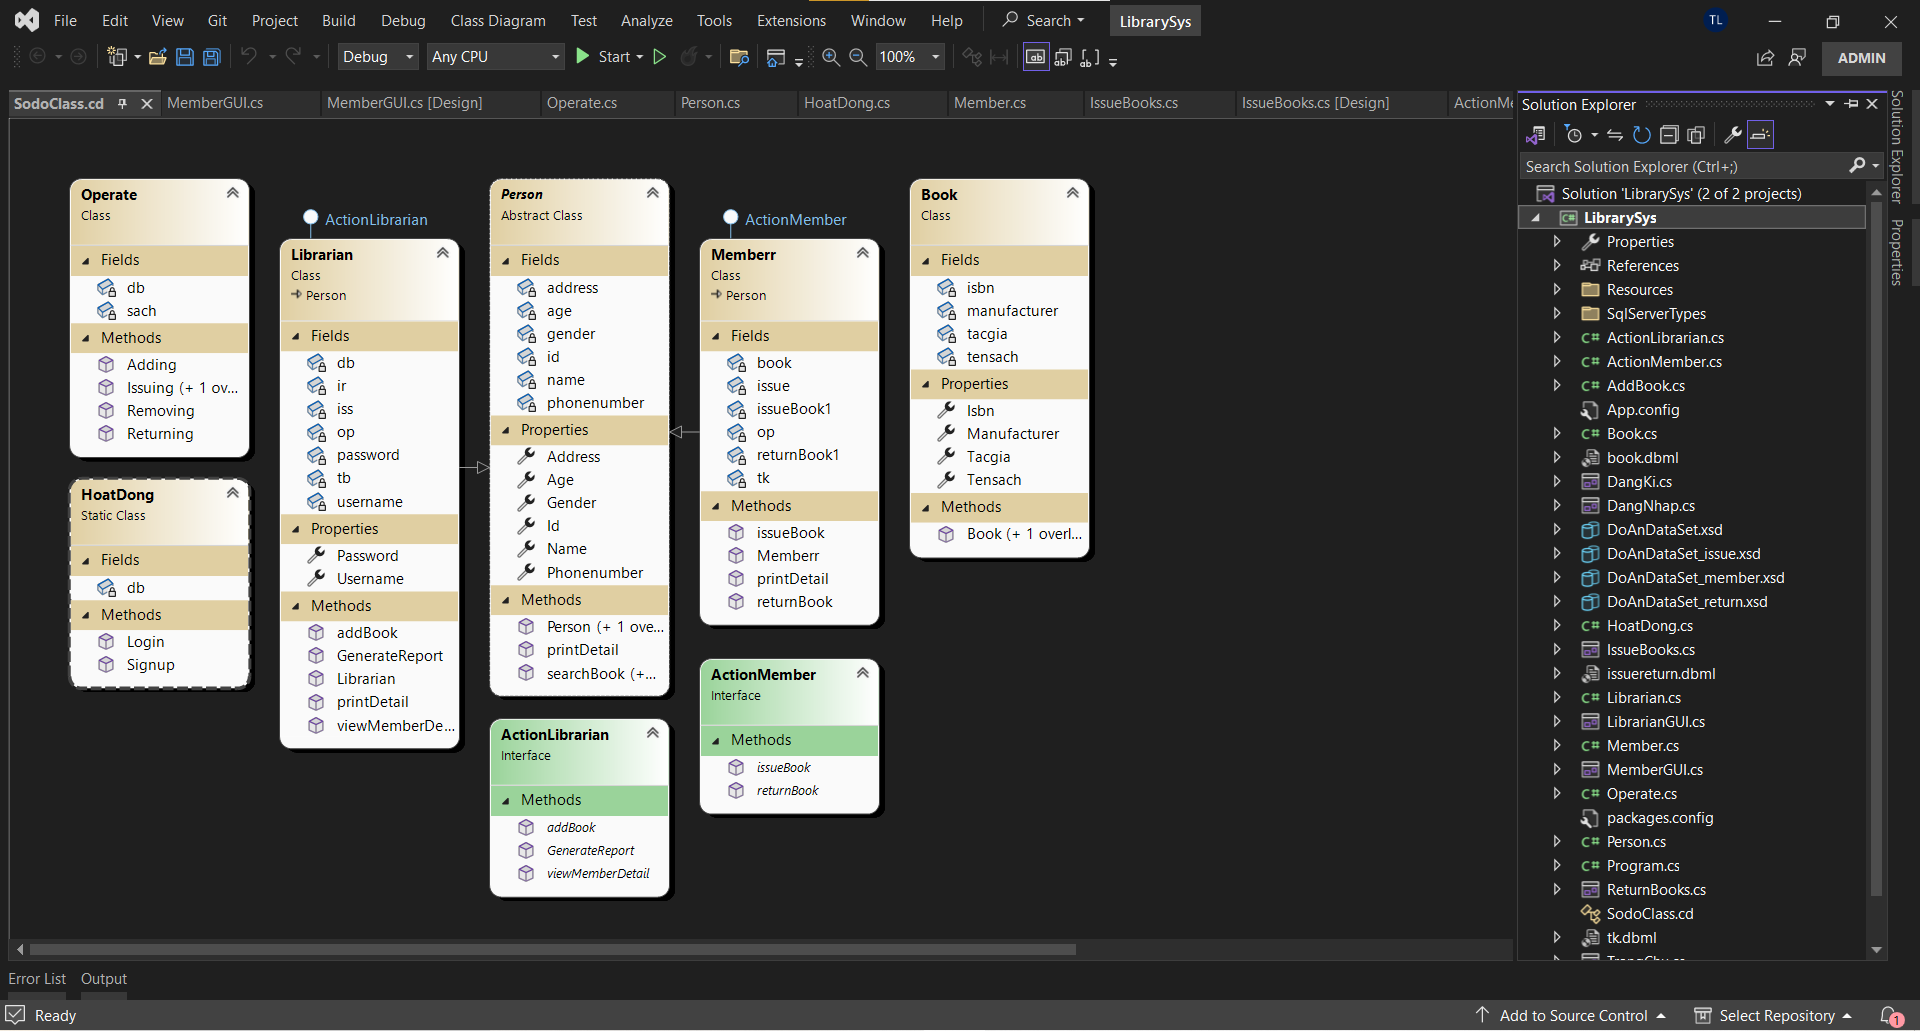 File Edit View Git Project Build Debug Class Diagram Test Analyze Tools Extensions Window Help Search LibrarySys TL
Debug Any CPU Start 100% ADMIN
SodoClass.cd MemberGUI.cs MemberGUI.cs [Design] Operate.cs Person.cs HoatDong.cs Member.cs IssueBooks.cs IssueBooks.cs [Design] ActionMe
Operate
Class
Fields
db
sach
Methods
Adding
Issuing (+ 1 ov...
Removing
Returning
HoatDong
Static Class
Fields
db
Methods
Login
Signup
ActionLibrarian
Librarian
Class
Person
Fields
db
ir
iss
op
password
tb
username
Properties
Password
Username
Methods
addBook
GenerateReport
Librarian
printDetail
viewMemberDe...
Person
Abstract Class
Fields
address
age
gender
id
name
phonenumber
Properties
Address
Age
Gender
Id
Name
Phonenumber
Methods
Person (+ 1 ove...
printDetail
searchBook (+...
ActionLibrarian
Interface
Methods
addBook
GenerateReport
viewMemberDetail
ActionMember
Memberr
Class
Person
Fields
book
issue
issueBook1
op
returnBook1
tk
Methods
issueBook
Memberr
printDetail
returnBook
ActionMember
Interface
Methods
issueBook
returnBook
Book
Class
Fields
isbn
manufacturer
tacgia
tensach
Properties
Isbn
Manufacturer
Tacgia
Tensach
Methods
Book (+ 1 overl...
Solution Explorer
Search Solution Explorer (Ctrl+;)
Solution 'LibrarySys' (2 of 2 projects)
LibrarySys
Properties
References
Resources
SqlServerTypes
ActionLibrarian.cs
ActionMember.cs
AddBook.cs
App.config
Book.cs
book.dbml
DangKi.cs
DangNhap.cs
DoAnDataSet.xsd
DoAnDataSet_issue.xsd
DoAnDataSet_member.xsd
DoAnDataSet_return.xsd
HoatDong.cs
IssueBooks.cs
issuereturn.dbml
Librarian.cs
LibrarianGUI.cs
Member.cs
MemberGUI.cs
Operate.cs
packages.config
Person.cs
Program.cs
ReturnBooks.cs
SodoClass.cd
tk.dbml
Solution Explorer
Properties
Error List Output
Ready Add to Source Control Select Repository 1